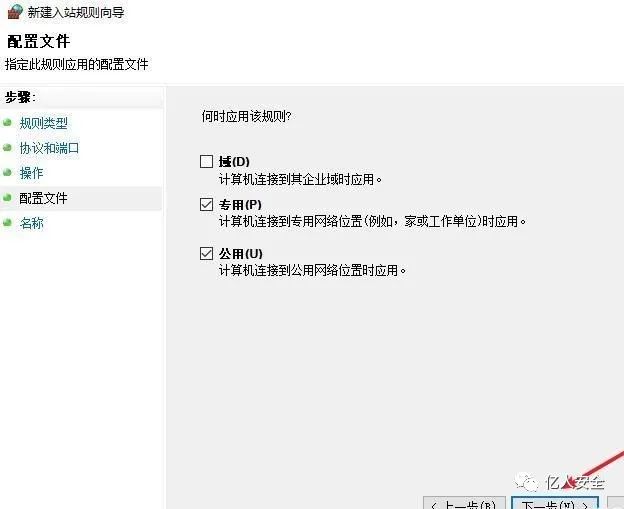 新建入站规则向导
配置文件
指定此规则应用的配置文件
步骤:
规则类型
协议和端口
操作
配置文件
名称
何时应用该规则?
域(D)
计算机连接到其企业域时应用。
专用(P)
计算机连接到专用网络位置(例如，家或工作单位)时应用。
公用(U)
计算机连接到公用网络位置时应用。
亿人安全
< 上一步(B)
下一步(N) >